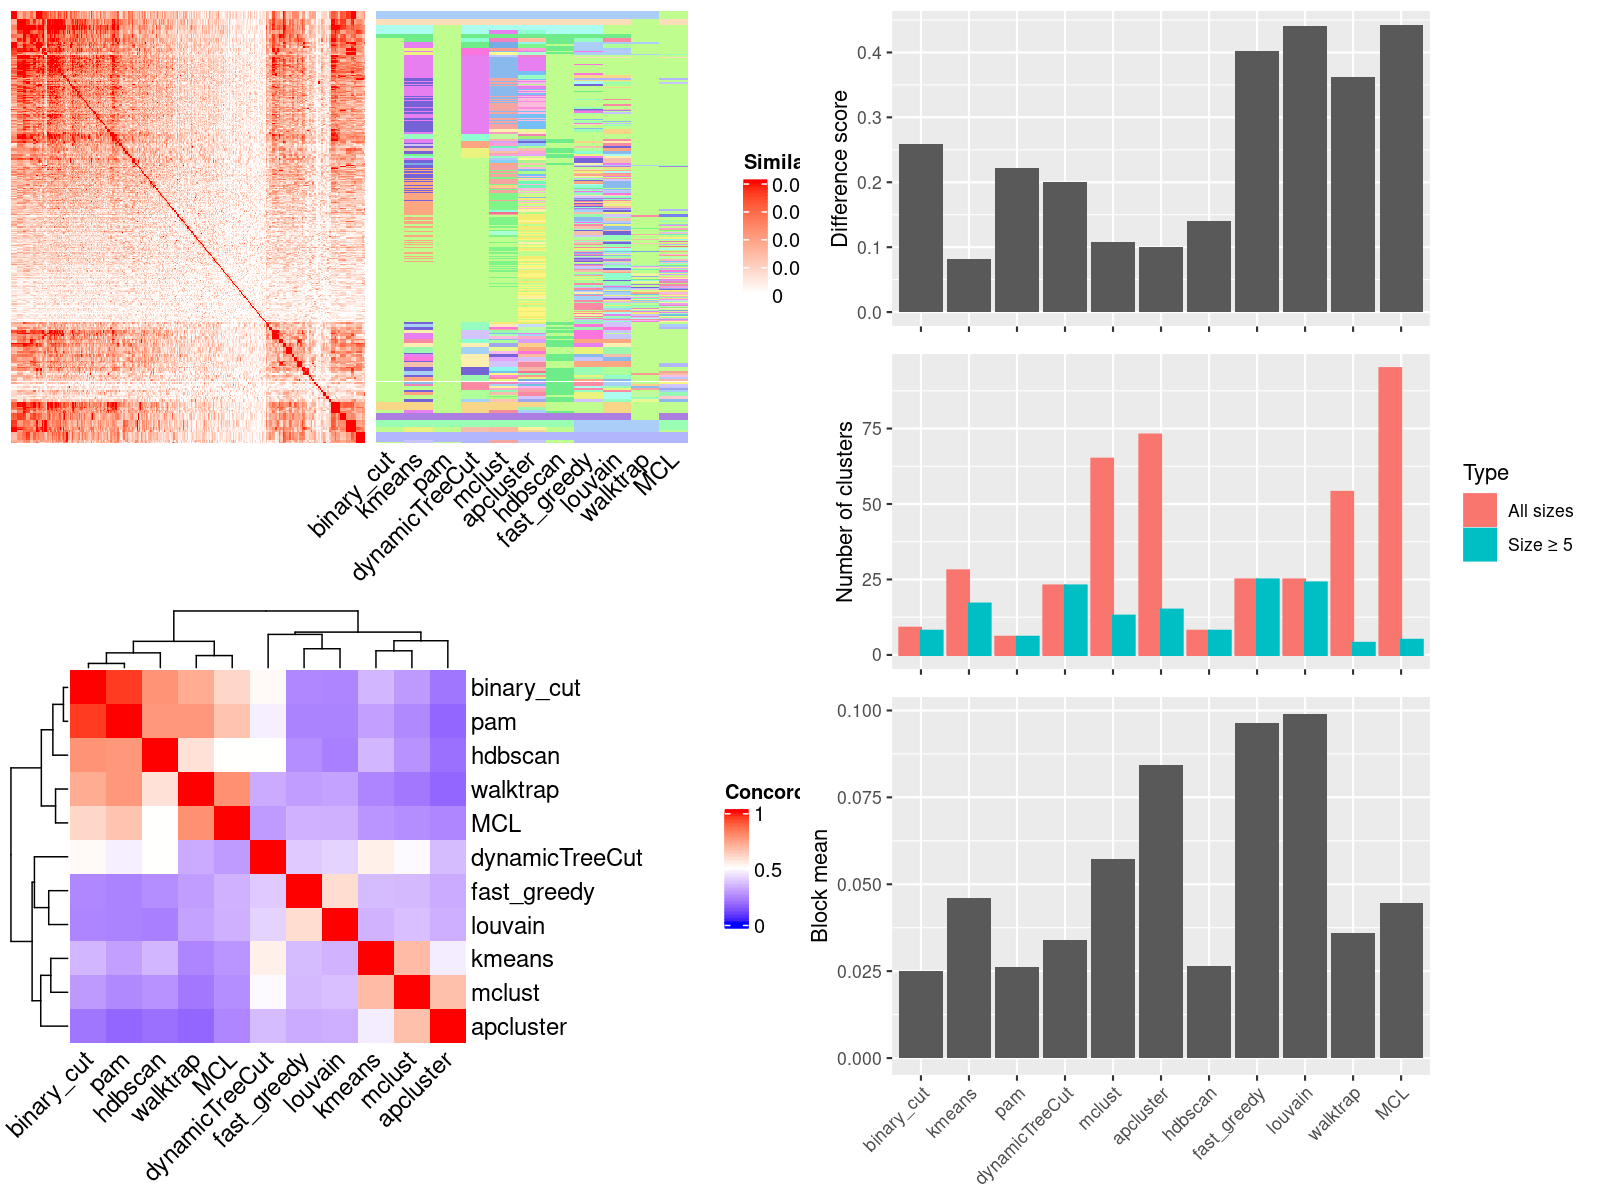 Simila
0.0
0.0
0.0
0.0
0
binary_cut
kmeans
pam
dynamicTreeCut
mclust
apcluster
hdbscan
fast_greedy
louvain
walktrap
MCL
binary_cut
pam
hdbscan
walktrap
MCL
dynamicTreeCut
fast_greedy
louvain
kmeans
mclust
apcluster
binary_cut
pam
hdbscan
walktrap
MCL
dynamicTreeCut
fast_greedy
louvain
kmeans
mclust
apcluster
Concord
1
0.5
0
Difference score
0.4
0.3
0.2
0.1
0.0
Number of clusters
75
50
25
0
Type
All sizes
Size ≥ 5
Block mean
0.100
0.075
0.050
0.025
0.000
binary_cut
kmeans
pam
dynamicTreeCut
mclust
apcluster
hdbscan
fast_greedy
louvain
walktrap
MCL